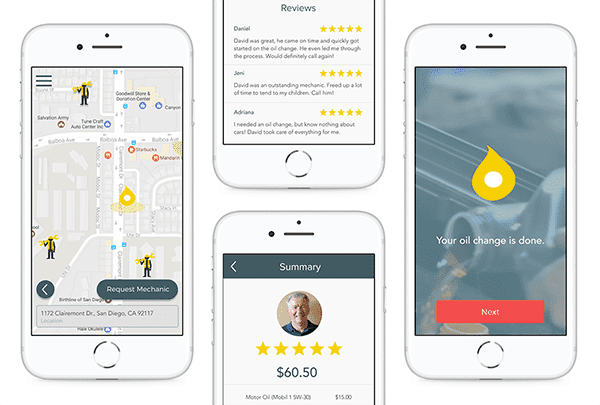 Goodwill Store &
Donation Center
Canyon
Salvation Army
Tune Craft
Auto Center Inc
Balboa Ave
Balboa Ave
Starbucks
Mandarin
Request Mechanic
Birthplace of San Diego
1172 Clairemont Dr., San Diego, CA 92117
Location
Reviews
Daniel
David was great, he came on time and quickly got
started on the oil change. He even led me through
the process. Would definitely call again!
Jeni
David was an outstanding mechanic. Freed up a lot
of time to tend to my children. Call him!
Adriana
I needed an oil change, but know nothing about
cars! David took care of everything for me.
Summary
$60.50
Motor Oil (Mobil 1 5W-30) $15.00
Your oil change is done.
Next